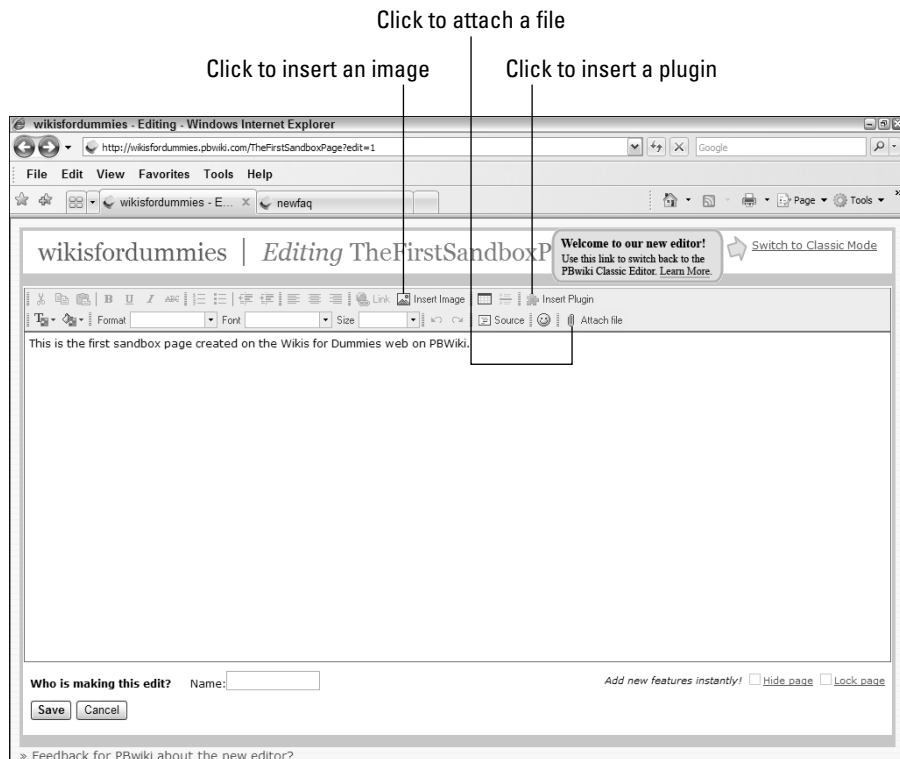 Click to attach a file
Click to insert an image
Click to insert a plugin
wikisfordummies - Editing - Windows Internet Explorer
http://wikisfordummies.pbwiki.com/TheFirstSandboxPage?edit=1
Google
File Edit View Favorites Tools Help
wikisfordummies - E...
newfaq
Page
Tools
wikisfordummies | Editing TheFirstSandboxP
Welcome to our new editor!
Use this link to switch back to the
PBwiki Classic Editor. Learn More.
Switch to Classic Mode
B U I ABC Link Insert Image Insert Plugin
Format Font Size Source Attach file
This is the first sandbox page created on the Wikis for Dummies web on PBWiki.
Who is making this edit? Name:
Add new features instantly! Hide page Lock page
Save Cancel
» Feedback for PBwiki about the new editor?